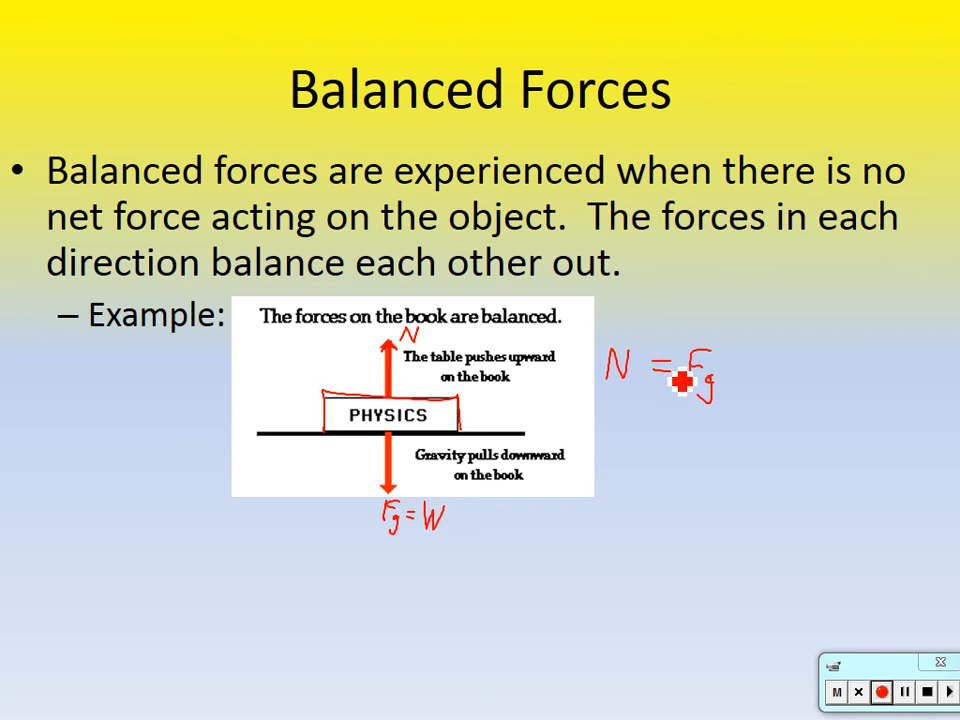 Balanced Forces
• Balanced forces are experienced when there is no
net force acting on the object. The forces in each
direction balance each other out.
– Example:
The forces on the book are balanced.
N
The table pushes upward
on the book
N = Fg
PHYSICS
Gravity pulls downward
on the book
Fg = W
M